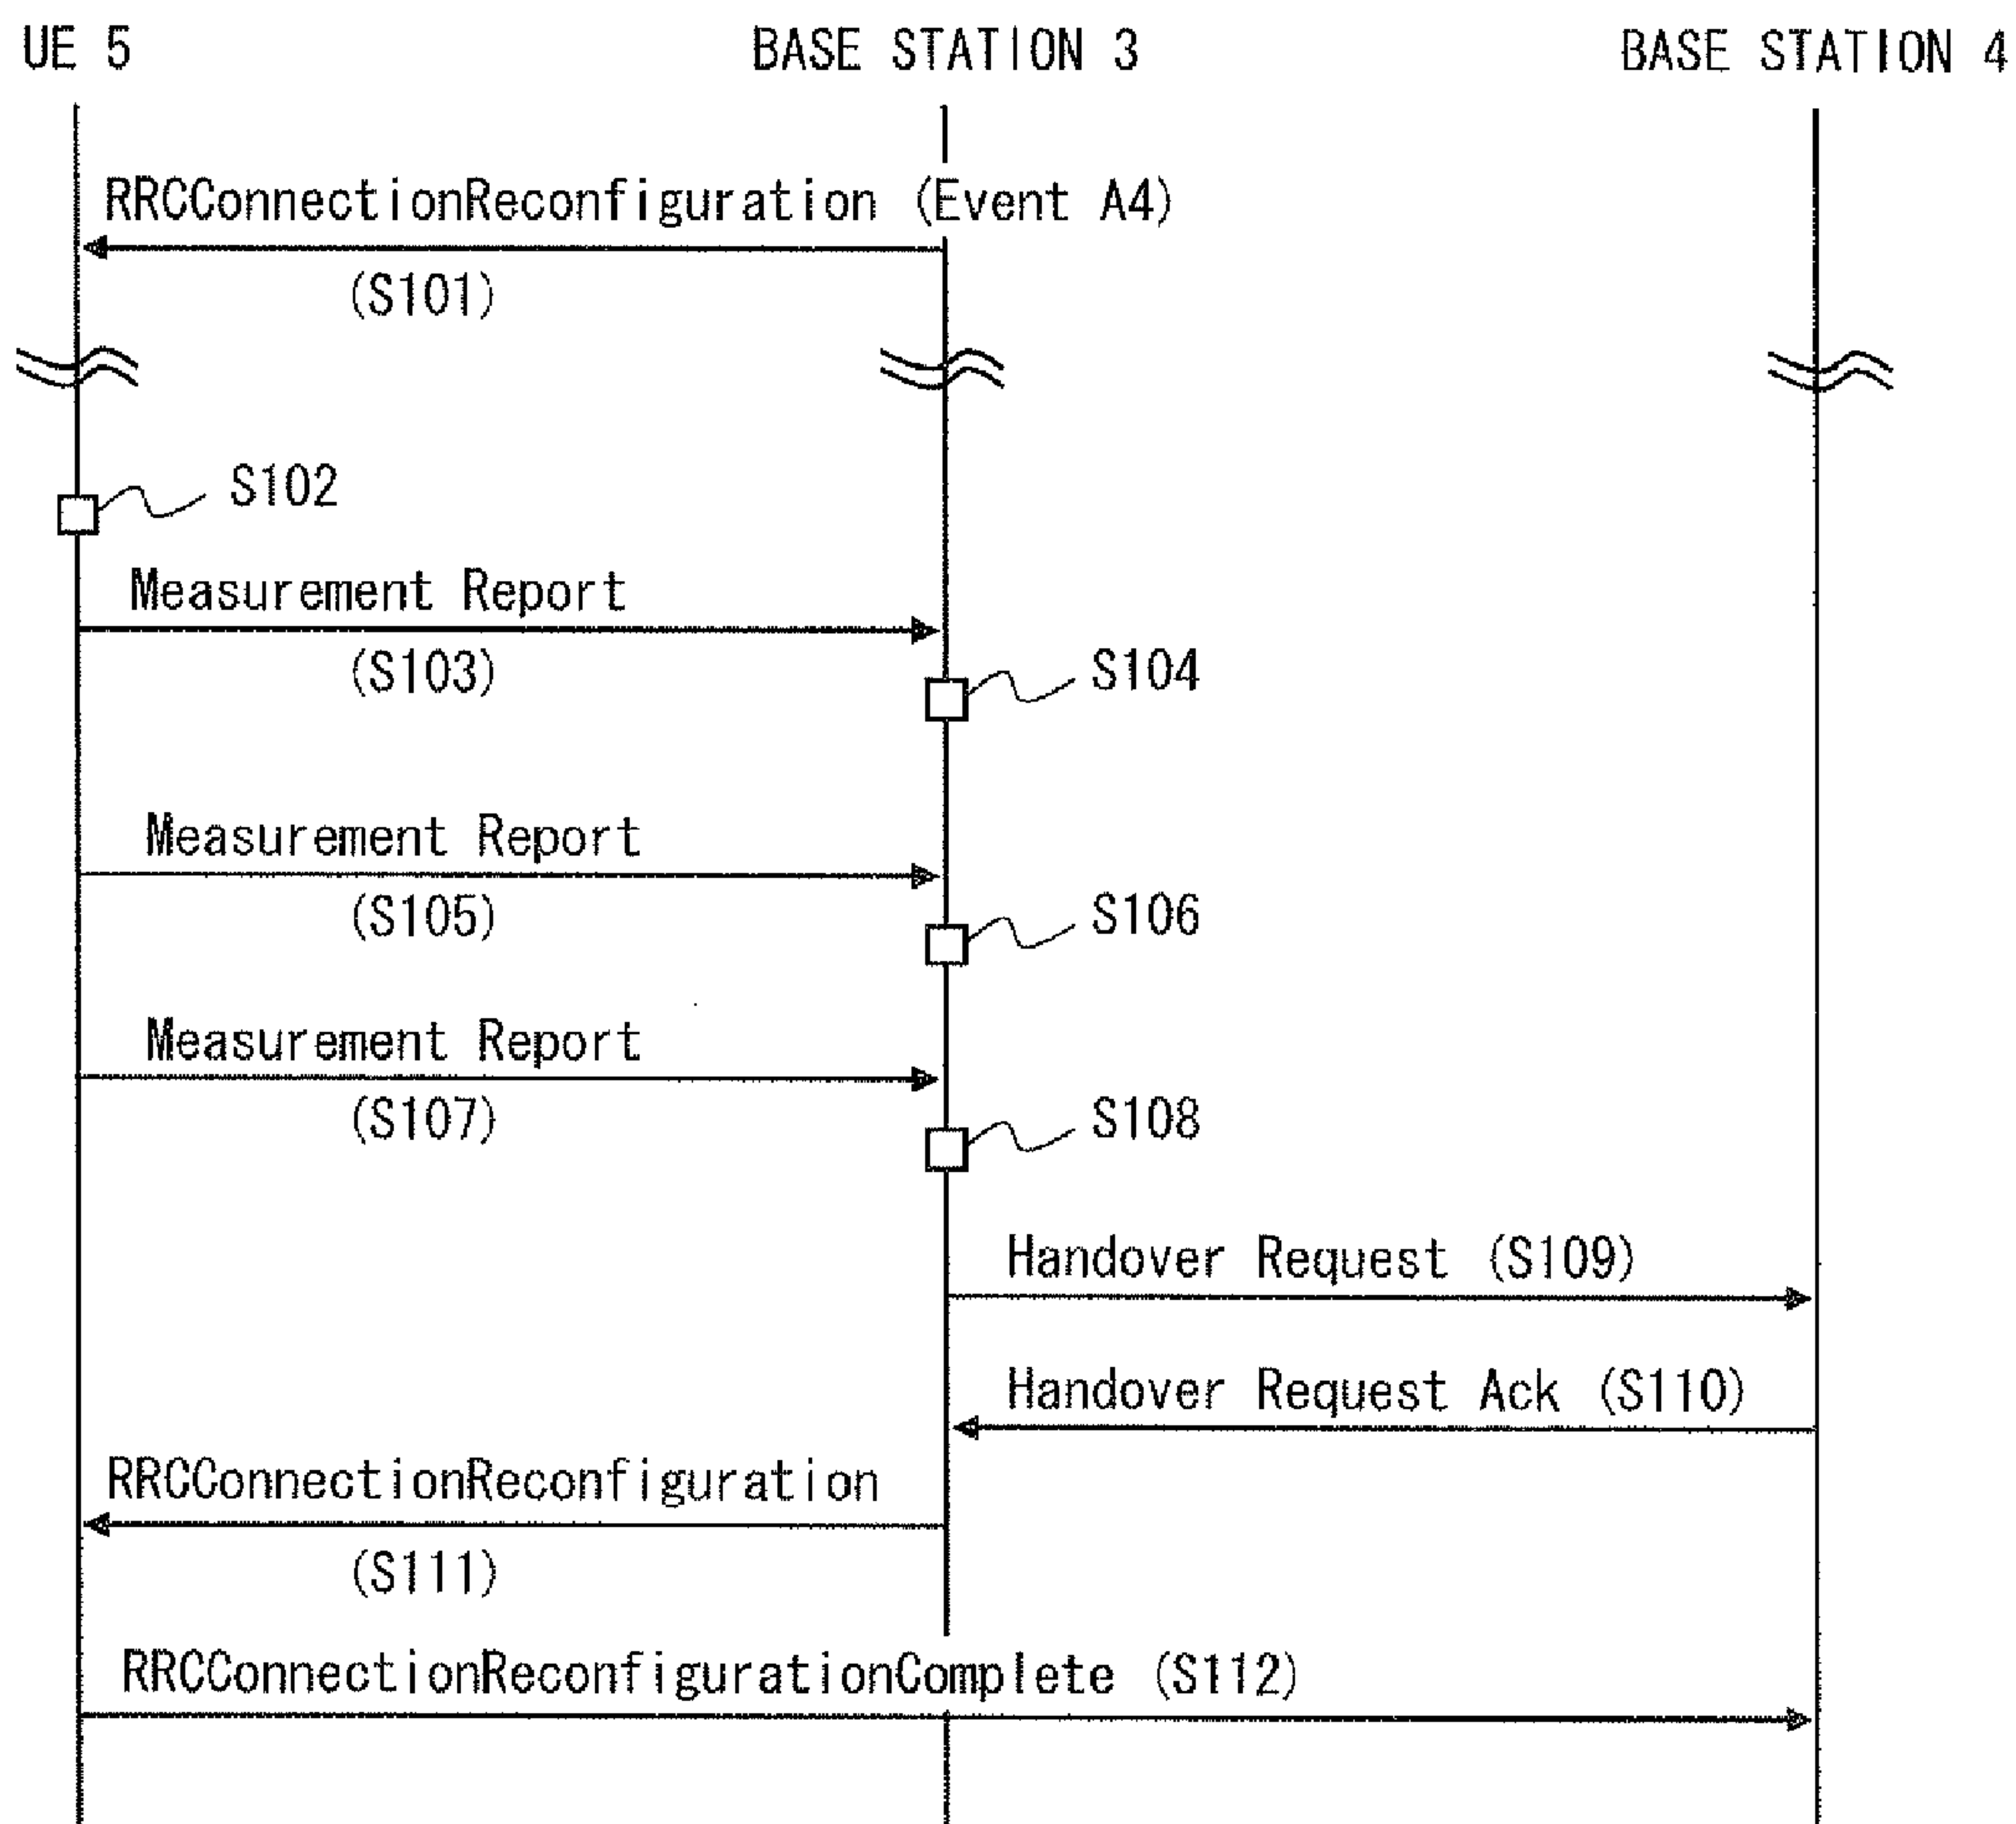 UE 5
BASE STATION 3
BASE STATION 4
RRCConnectionReconfiguration (Event A4)
(S101)
S102
Measurement Report
(S103)
S104
Measurement Report
(S105)
S106
Measurement Report
(S107)
S108
Handover Request (S109)
Handover Request Ack (S110)
RRCConnectionReconfiguration
(S111)
RRCConnectionReconfigurationComplete (S112)